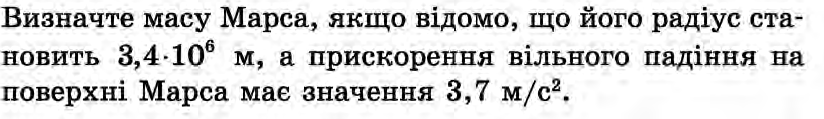 Визначте масу Марса, якщо відомо, що його радіус ста-
новить 3,4·10⁶ м, а прискорення вільного падіння на
поверхні Марса має значення 3,7 м/с².